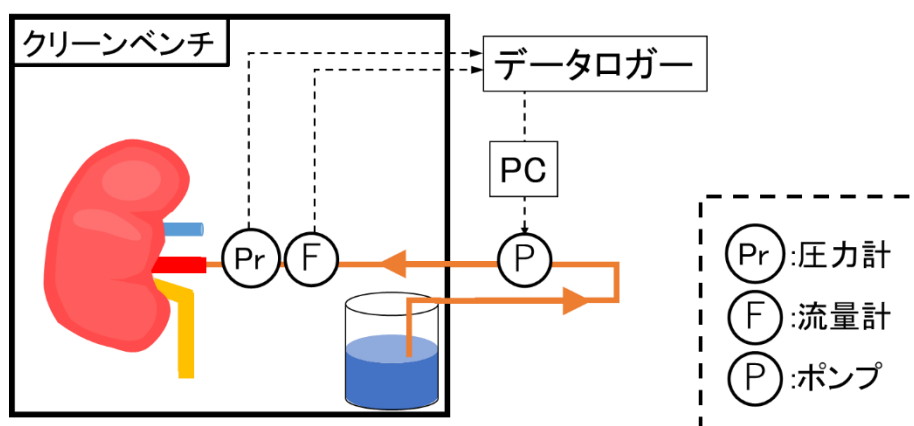 クリーンベンチ
データロガー
PC
Pr
F
P
Pr:圧力計
F:流量計
P:ポンプ